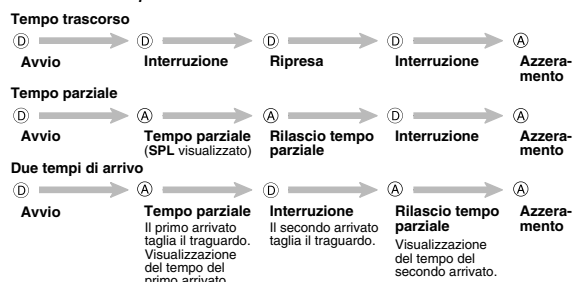 Tempo trascorso
D D D D A
Avvio Interruzione Ripresa Interruzione Azzera-
mento
Tempo parziale
D A A D A
Avvio Tempo parziale Rilascio tempo Interruzione Azzera-
(SPL visualizzato) parziale mento
Due tempi di arrivo
D A D A A
Avvio Tempo parziale Interruzione Rilascio tempo Azzera-
Il primo arrivato Il secondo arrivato parziale mento
taglia il traguardo. taglia il traguardo. Visualizzazione
Visualizzazione del tempo del
del tempo del secondo arrivato.
primo arrivato